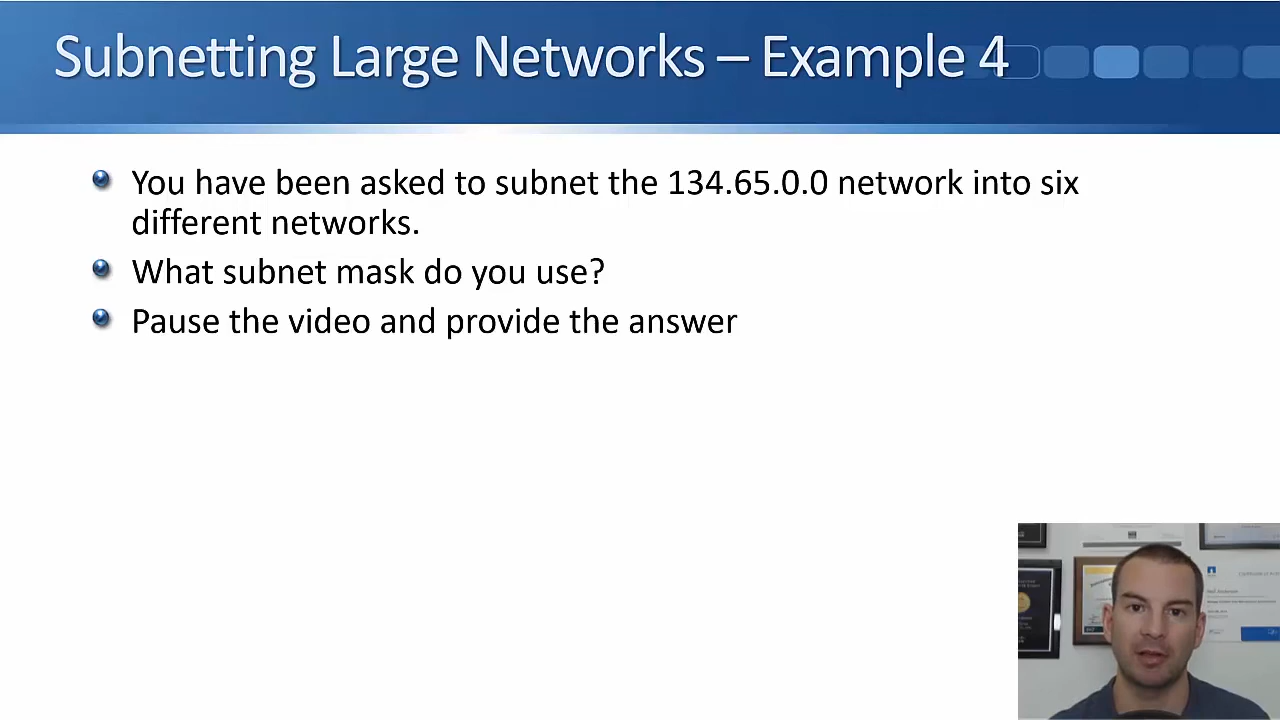 Subnetting Large Networks – Example 4
You have been asked to subnet the 134.65.0.0 network into six
different networks.
What subnet mask do you use?
Pause the video and provide the answer